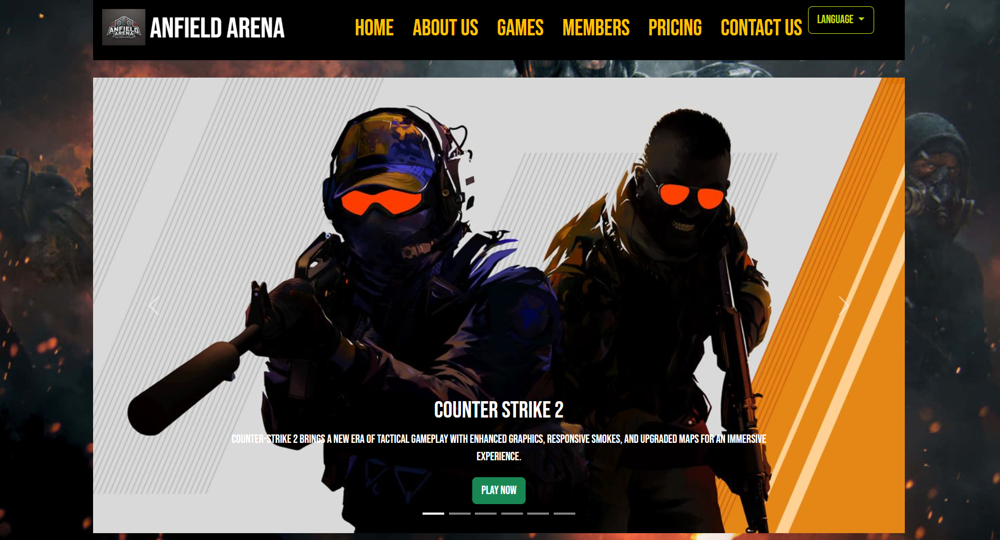 ANFIELD
ARENA
ANFIELD ARENA
HOME ABOUT US GAMES MEMBERS PRICING CONTACT US LANGUAGE
COUNTER STRIKE 2
COUNTER-STRIKE 2 BRINGS A NEW ERA OF TACTICAL GAMEPLAY WITH ENHANCED GRAPHICS, RESPONSIVE SMOKES, AND UPGRADED MAPS FOR AN IMMERSIVE
EXPERIENCE.
PLAY NOW